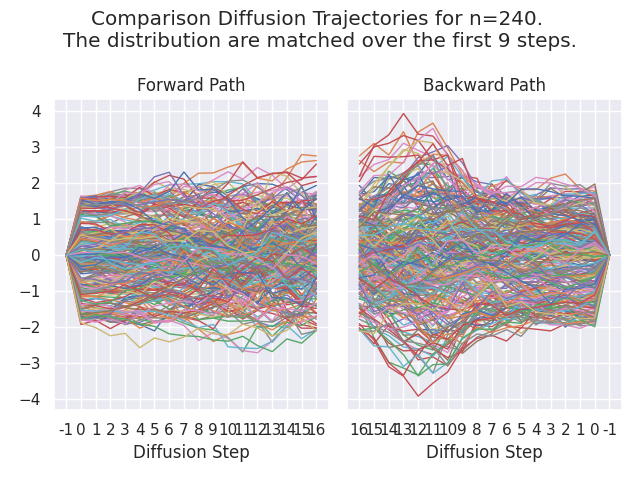 Comparison Diffusion Trajectories for n=240.
The distribution are matched over the first 9 steps.
Forward Path
Backward Path
4
3
2
1
0
−1
−2
−3
−4
-1 0 1 2 3 4 5 6 7 8 9 10 11 12 13 14 15 16
16 15 14 13 12 11 10 9 8 7 6 5 4 3 2 1 0 -1
Diffusion Step
Diffusion Step